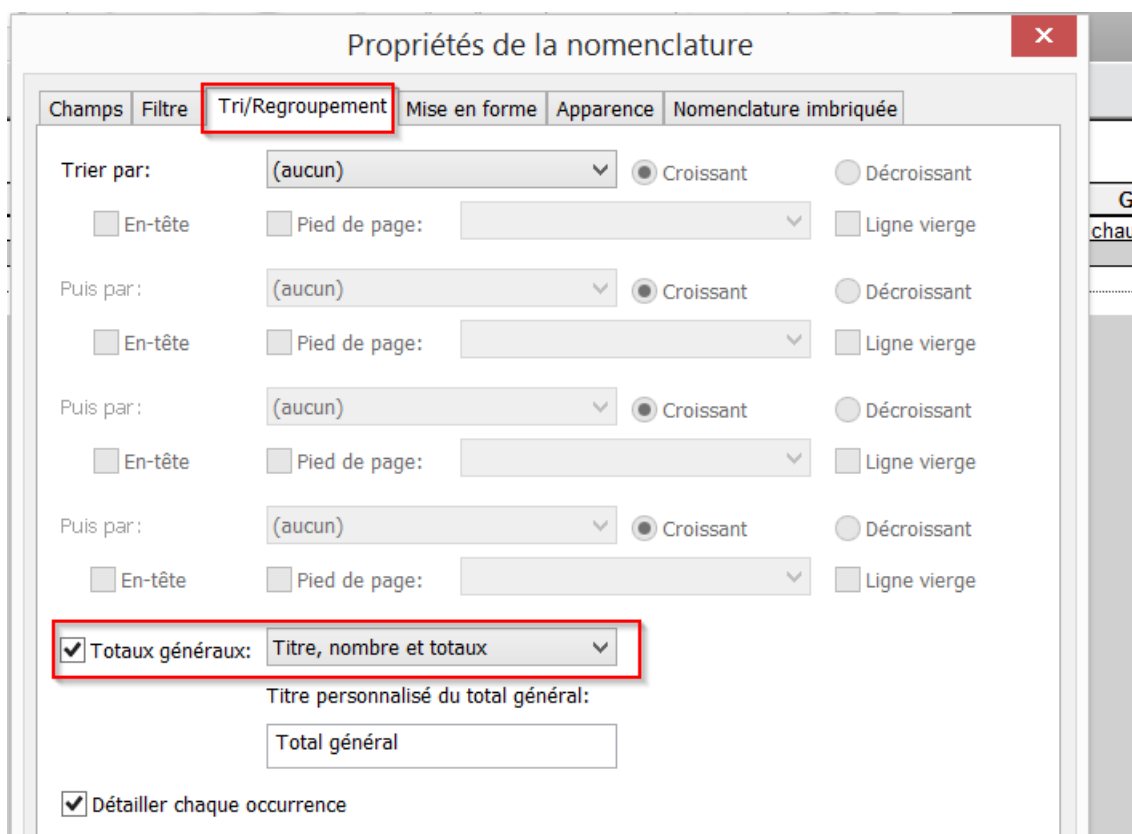 Propriétés de la nomenclature
Champs Filtre Tri/Regroupement Mise en forme Apparence Nomenclature imbriquée
Trier par: (aucun) Croissant Décroissant
En-tête Pied de page: Ligne vierge
Puis par: (aucun) Croissant Décroissant
En-tête Pied de page: Ligne vierge
Puis par: (aucun) Croissant Décroissant
En-tête Pied de page: Ligne vierge
Puis par: (aucun) Croissant Décroissant
En-tête Pied de page: Ligne vierge
Totaux généraux: Titre, nombre et totaux
Titre personnalisé du total général:
Total général
Détailler chaque occurrence
G
chau